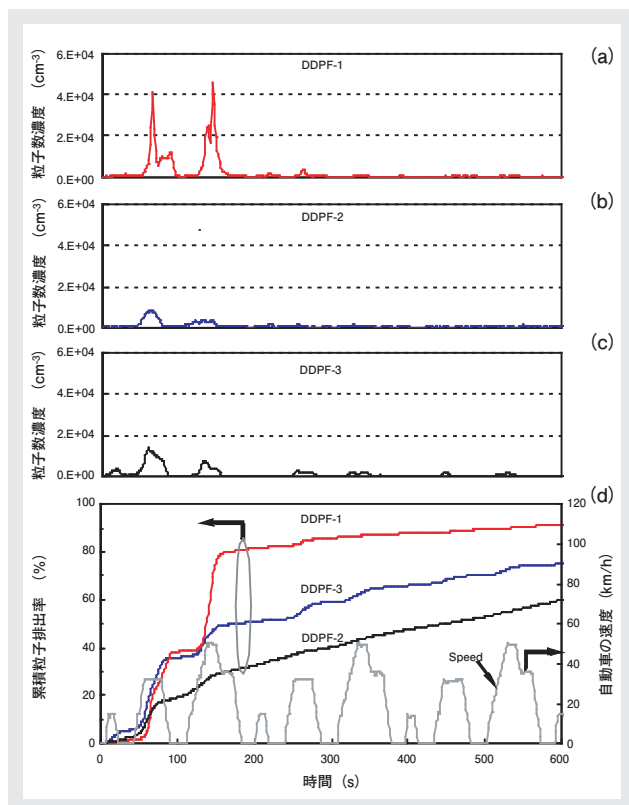 (a)
DDPF-1
粒子数濃度 (cm-3)
6.E+04
4.E+04
2.E+04
0.E+00
(b)
DDPF-2
粒子数濃度 (cm-3)
6.E+04
4.E+04
2.E+04
0.E+00
(c)
DDPF-3
粒子数濃度 (cm-3)
6.E+04
4.E+04
2.E+04
0.E+00
(d)
累積粒子排出率 (%)
100
80
60
40
20
0
DDPF-1
DDPF-3
DDPF-2
Speed
120
100
80
60
40
20
0
自動車の速度 (km/h)
0 100 200 300 400 500 600
時間 (s)